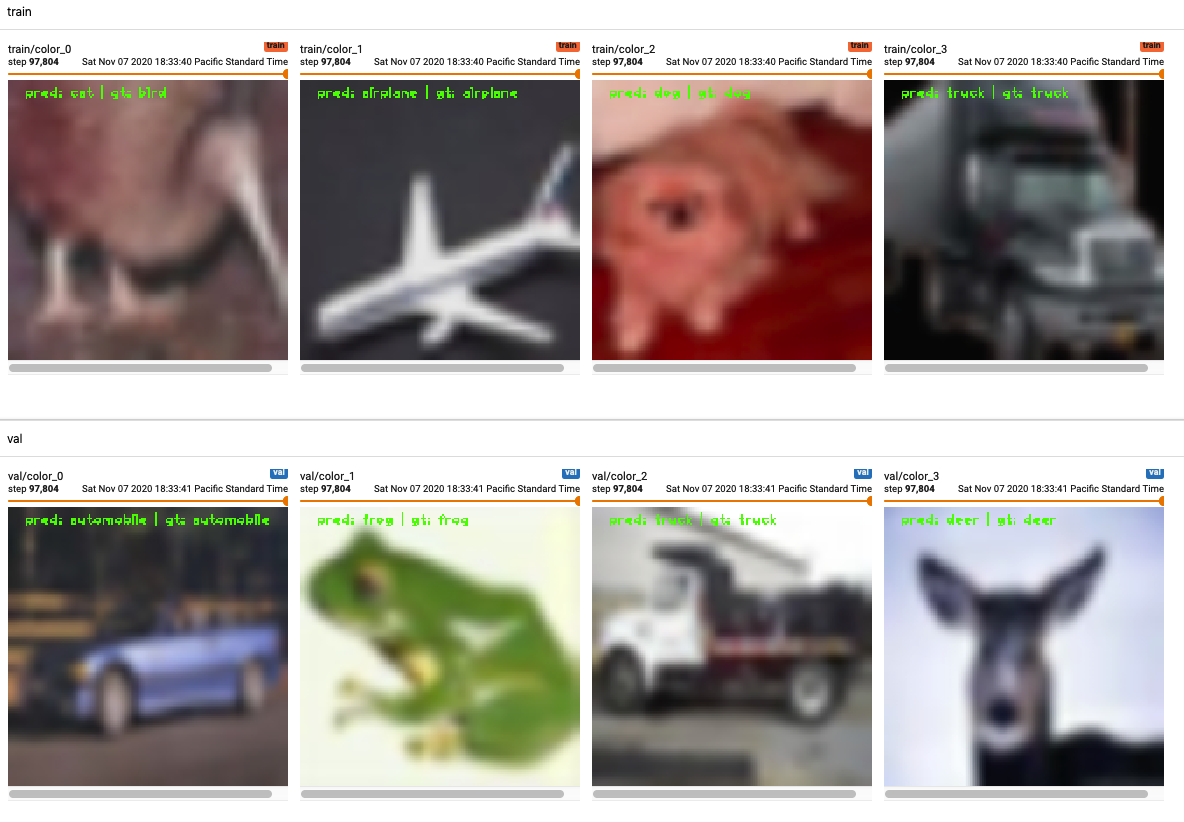 train
train/color_0 train
step 97,804 Sat Nov 07 2020 18:33:40 Pacific Standard Time
pred: cat | gt: bird
train/color_1 train
step 97,804 Sat Nov 07 2020 18:33:40 Pacific Standard Time
pred: airplane | gt: airplane
train/color_2 train
step 97,804 Sat Nov 07 2020 18:33:40 Pacific Standard Time
pred: dog | gt: dog
train/color_3 train
step 97,804 Sat Nov 07 2020 18:33:40 Pacific Standard Time
pred: truck | gt: truck
val
val/color_0 val
step 97,804 Sat Nov 07 2020 18:33:41 Pacific Standard Time
pred: automobile | gt: automobile
val/color_1 val
step 97,804 Sat Nov 07 2020 18:33:41 Pacific Standard Time
pred: frog | gt: frog
val/color_2 val
step 97,804 Sat Nov 07 2020 18:33:41 Pacific Standard Time
pred: truck | gt: truck
val/color_3 val
step 97,804 Sat Nov 07 2020 18:33:41 Pacific Standard Time
pred: deer | gt: deer